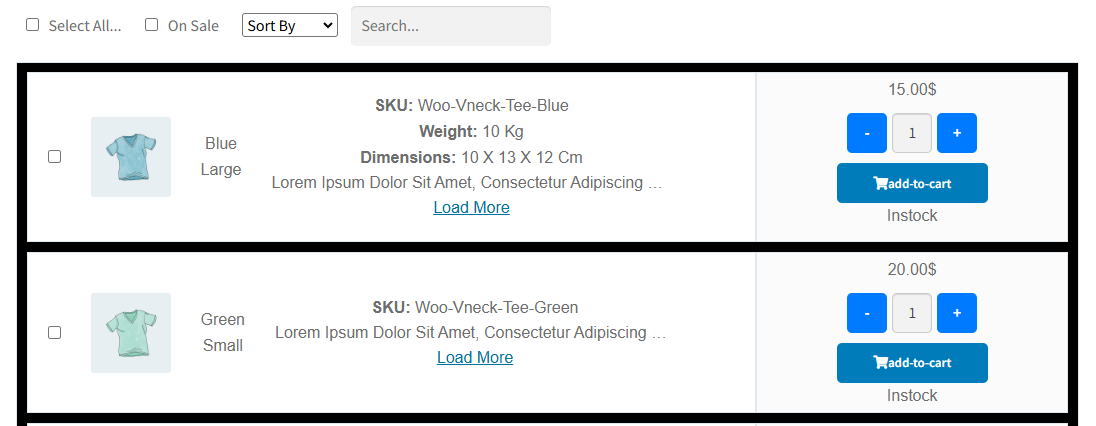 Select All... On Sale Sort By Search...
15.00$
SKU: Woo-Vneck-Tee-Blue
Weight: 10 Kg
- 1 +
Blue
Large
Dimensions: 10 X 13 X 12 Cm
Lorem Ipsum Dolor Sit Amet, Consectetur Adipiscing ...
add-to-cart
Load More
Instock
20.00$
SKU: Woo-Vneck-Tee-Green
- 1 +
Green
Small
Lorem Ipsum Dolor Sit Amet, Consectetur Adipiscing ...
Load More
add-to-cart
Instock